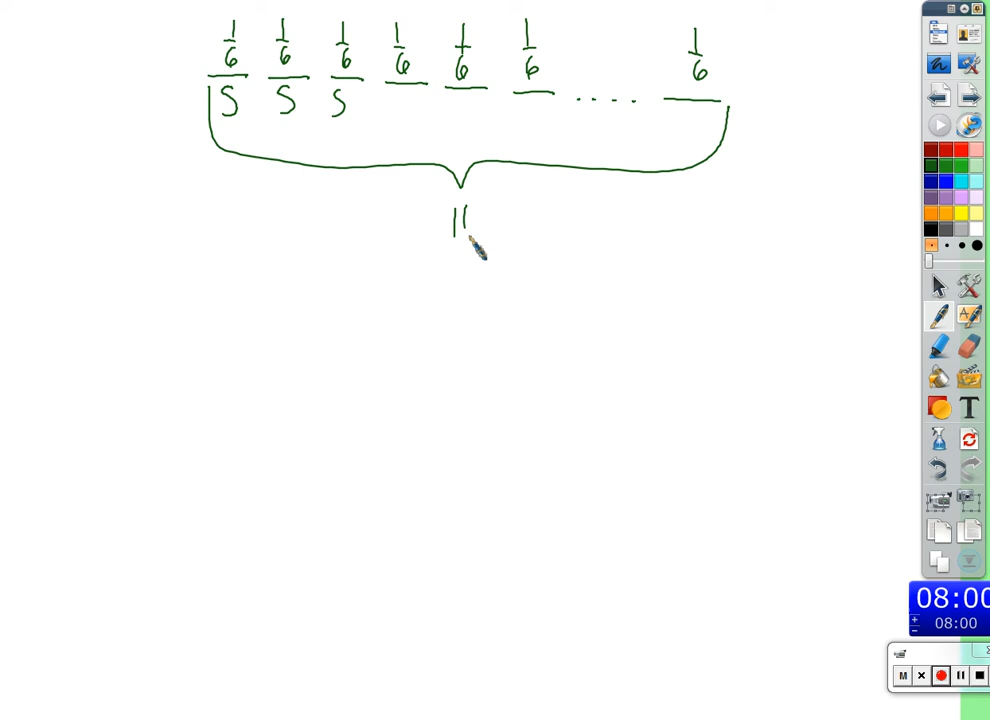 1/6 1/6 1/6 1/6 1/6 1/6 1/6
S S S ....
11
T
08:00
08:00
M